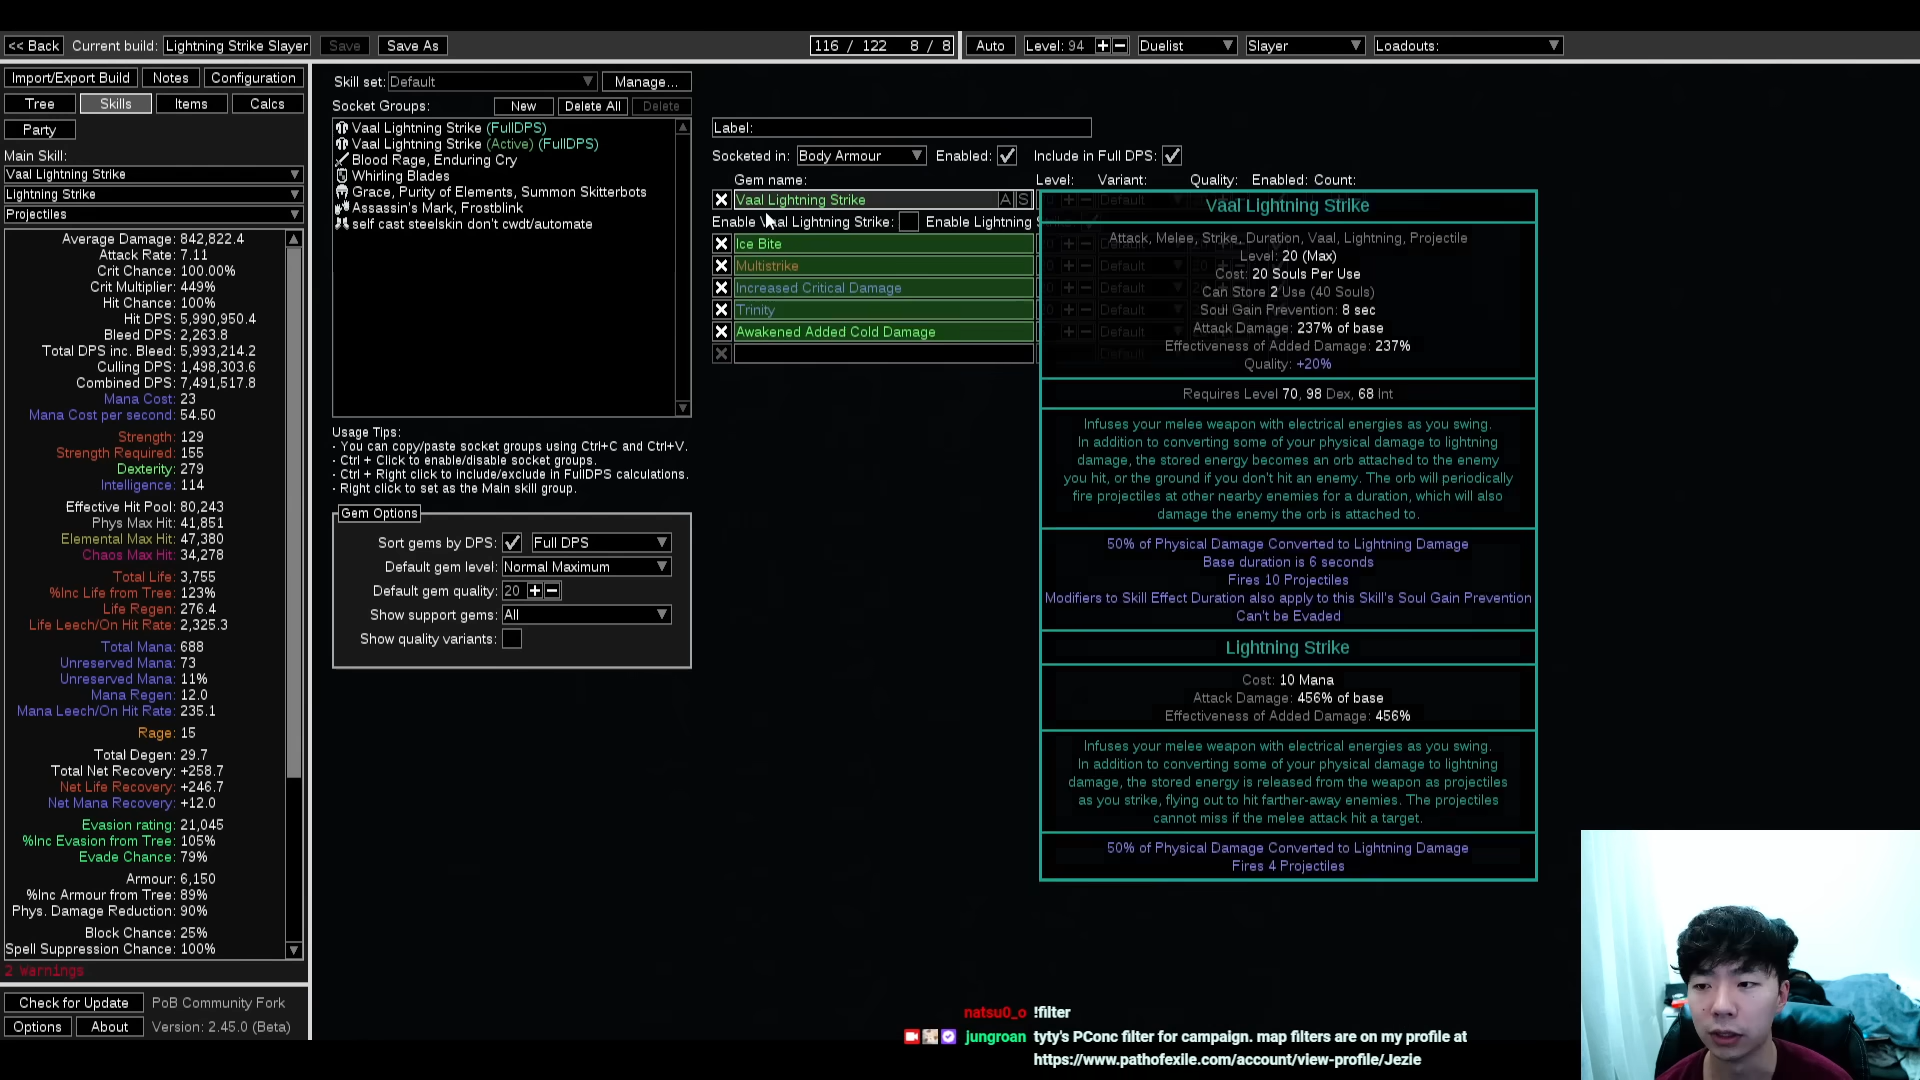 << Back
Current build: Lightning Strike Slayer
Save
Save As
116 / 122 8 / 8
Auto
Level: 94
Duelist
Slayer
Loadouts:
Import/Export Build
Notes
Configuration
Tree
Skills
Items
Calcs
Party
Main Skill:
Vaal Lightning Strike
Lightning Strike
Projectiles
Average Damage: 842,822.4
Attack Rate: 7.11
Crit Chance: 100.00%
Crit Multiplier: 449%
Hit Chance: 100%
Hit DPS: 5,990,950.4
Bleed DPS: 2,263.8
Total DPS inc. Bleed: 5,993,214.2
Culling DPS: 1,498,303.6
Combined DPS: 7,491,517.8
Mana Cost: 23
Mana Cost per second: 54.50
Strength: 129
Strength Required: 155
Dexterity: 279
Intelligence: 114
Effective Hit Pool: 80,243
Phys Max Hit: 41,851
Elemental Max Hit: 47,380
Chaos Max Hit: 34,278
Total Life: 3,755
%Inc Life from Tree: 123%
Life Regen: 276.4
Life Leech/On Hit Rate: 2,325.3
Total Mana: 688
Unreserved Mana: 73
Unreserved Mana: 11%
Mana Regen: 12.0
Mana Leech/On Hit Rate: 235.1
Rage: 15
Total Degen: 29.7
Total Net Recovery: +258.7
Net Life Recovery: +246.7
Net Mana Recovery: +12.0
Evasion rating: 21,045
%Inc Evasion from Tree: 105%
Evade Chance: 79%
Armour: 6,150
%Inc Armour from Tree: 89%
Phys. Damage Reduction: 90%
Block Chance: 25%
Spell Suppression Chance: 100%
2 Warnings
Check for Update
PoB Community Fork
Options
About
Version: 2.45.0 (Beta)
Skill set: Default
Manage...
Socket Groups:
New
Delete All
Delete
Vaal Lightning Strike (FullDPS)
Vaal Lightning Strike (Active) (FullDPS)
Blood Rage, Enduring Cry
Whirling Blades
Grace, Purity of Elements, Summon Skitterbots
Assassin's Mark, Frostblink
self cast steelskin don't cwdt/automate
Usage Tips:
- You can copy/paste socket groups using Ctrl+C and Ctrl+V.
- Ctrl + Click to enable/disable socket groups.
- Ctrl + Right click to include/exclude in FullDPS calculations.
- Right click to set as the Main skill group.
Gem Options
Sort gems by DPS:
Full DPS
Default gem level: Normal Maximum
Default gem quality: 20
Show support gems: All
Show quality variants:
Label:
Socketed in: Body Armour
Enabled:
Include in Full DPS:
Gem name:
Level:
Variant:
Quality:
Enabled:
Count:
Vaal Lightning Strike
A
S
Enable Vaal Lightning Strike:
Enable Lightning
Ice Bite
Multistrike
Increased Critical Damage
Trinity
Awakened Added Cold Damage
Default
Default
Default
Default
Default
Default
Vaal Lightning Strike
Attack, Melee, Strike, Duration, Vaal, Lightning, Projectile
Level: 20 (Max)
Cost: 20 Souls Per Use
Can Store 2 Use (40 Souls)
Soul Gain Prevention: 8 sec
Attack Damage: 237% of base
Effectiveness of Added Damage: 237%
Quality: +20%
Requires Level 70, 98 Dex, 68 Int
Infuses your melee weapon with electrical energies as you swing.
In addition to converting some of your physical damage to lightning
damage, the stored energy becomes an orb attached to the enemy
you hit, or the ground if you don't hit an enemy. The orb will periodically
fire projectiles at other nearby enemies for a duration, which will also
damage the enemy the orb is attached to.
50% of Physical Damage Converted to Lightning Damage
Base duration is 6 seconds
Fires 10 Projectiles
Modifiers to Skill Effect Duration also apply to this Skill's Soul Gain Prevention
Can't be Evaded
Lightning Strike
Cost: 10 Mana
Attack Damage: 456% of base
Effectiveness of Added Damage: 456%
Infuses your melee weapon with electrical energies as you swing.
In addition to converting some of your physical damage to lightning
damage, the stored energy is released from the weapon as projectiles
as you strike, flying out to hit farther-away enemies. The projectiles
cannot miss if the melee attack hit a target.
50% of Physical Damage Converted to Lightning Damage
Fires 4 Projectiles
natsu0_o !filter
jungroan tyty's PConc filter for campaign. map filters are on my profile at
https://www.pathofexile.com/account/view-profile/Jezie